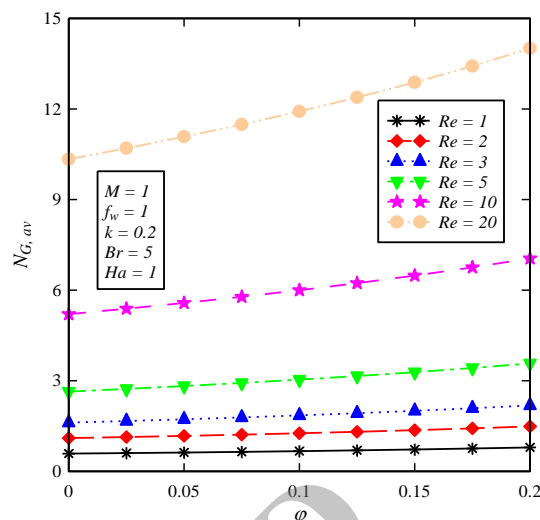 15
12
9
6
3
0
N_G, av
Re = 1
Re = 2
Re = 3
Re = 5
Re = 10
Re = 20
M = 1
f_w = 1
k = 0.2
Br = 5
Ha = 1
0 0.05 0.1 0.15 0.2
φ